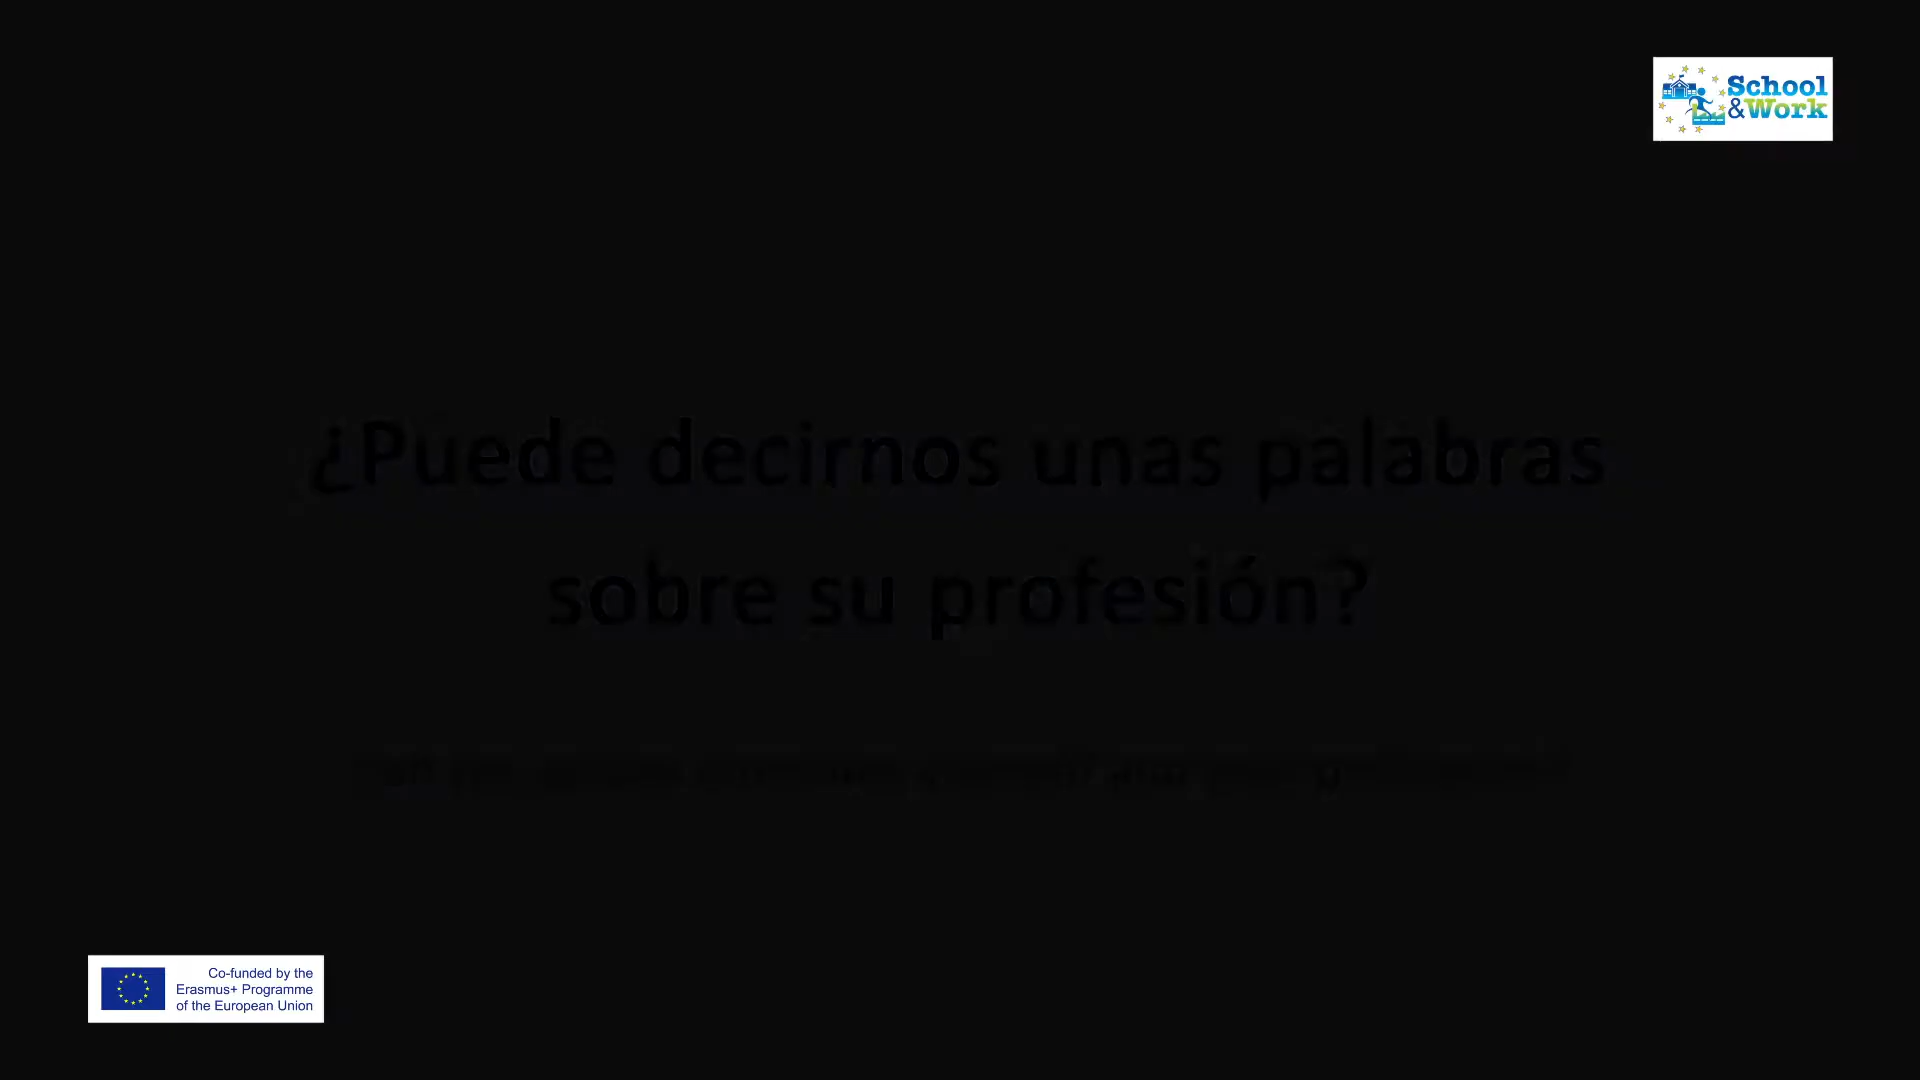 School
&Work
¿Puede decirnos unas palabras
sobre su profesión?
Co-funded by the
Erasmus+ Programme
of the European Union